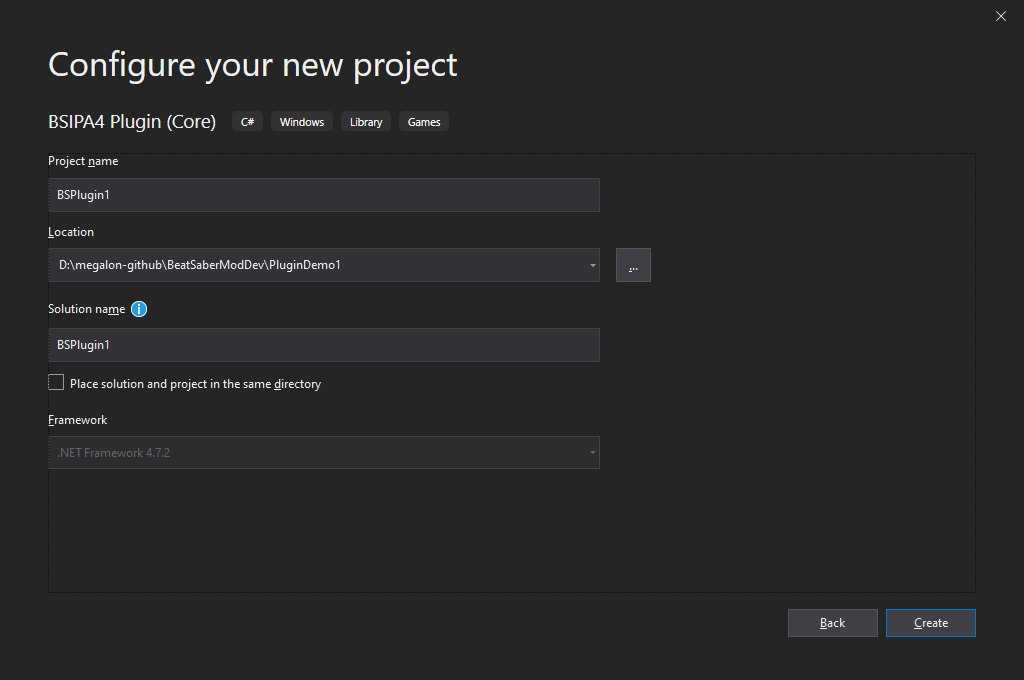 Configure your new project
BSIPA4 Plugin (Core) C# Windows Library Games
Project name
BSPlugin1
Location
D:\megalon-github\BeatSaberModDev\PluginDemo1
...
Solution name
BSPlugin1
Place solution and project in the same directory
Framework
.NET Framework 4.7.2
Back Create